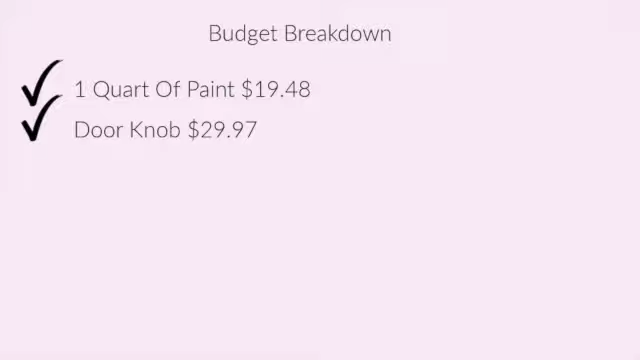 Budget Breakdown
1 Quart Of Paint $19.48
Door Knob $29.97